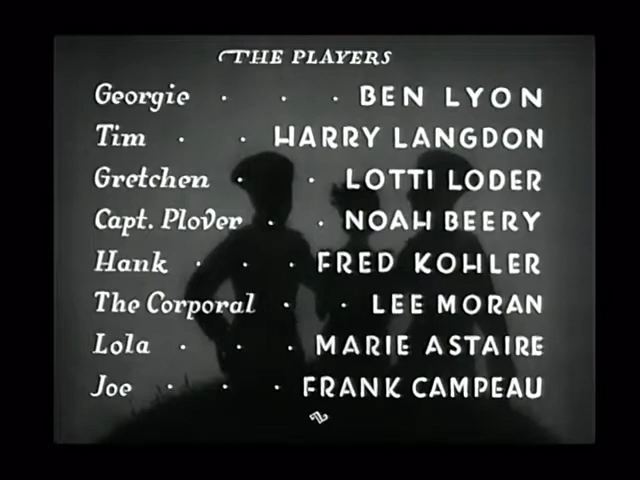 THE PLAYERS
Georgie . . . BEN LYON
Tim . . HARRY LANGDON
Gretchen . . LOTTI LODER
Capt. Plover . . NOAH BEERY
Hank . . . FRED KOHLER
The Corporal . . LEE MORAN
Lola . . . MARIE ASTAIRE
Joe . . . FRANK CAMPEAU